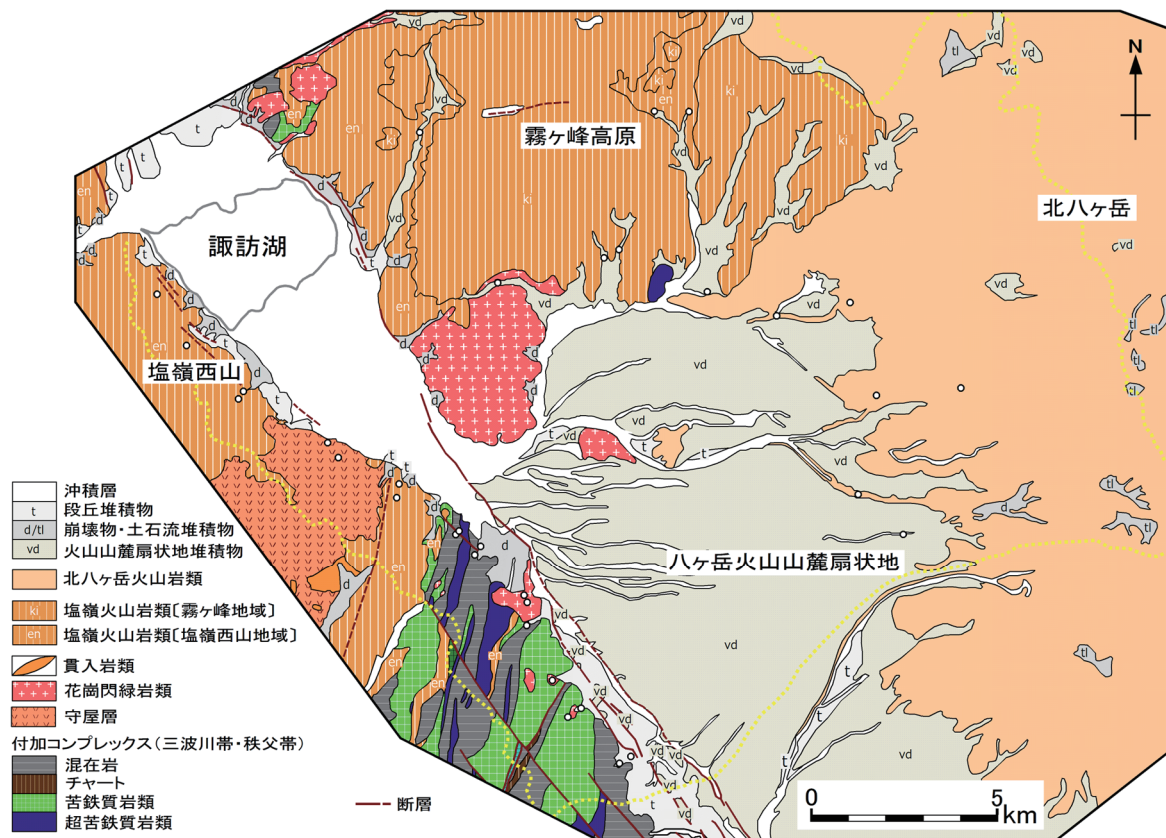 N
霧ヶ峰高原
北八ヶ岳
諏訪湖
塩嶺西山
八ヶ岳火山山麓扇状地
沖積層
t 段丘堆積物
d/tl 崩壊物・土石流堆積物
vd 火山山麓扇状地堆積物
北八ヶ岳火山岩類
ki 塩嶺火山岩類〔霧ヶ峰地域〕
en 塩嶺火山岩類〔塩嶺西山地域〕
貫入岩類
花崗閃緑岩類
守屋層
付加コンプレックス（三波川帯・秩父帯）
混在岩
チャート
苦鉄質岩類
超苦鉄質岩類
断層
0 5
km